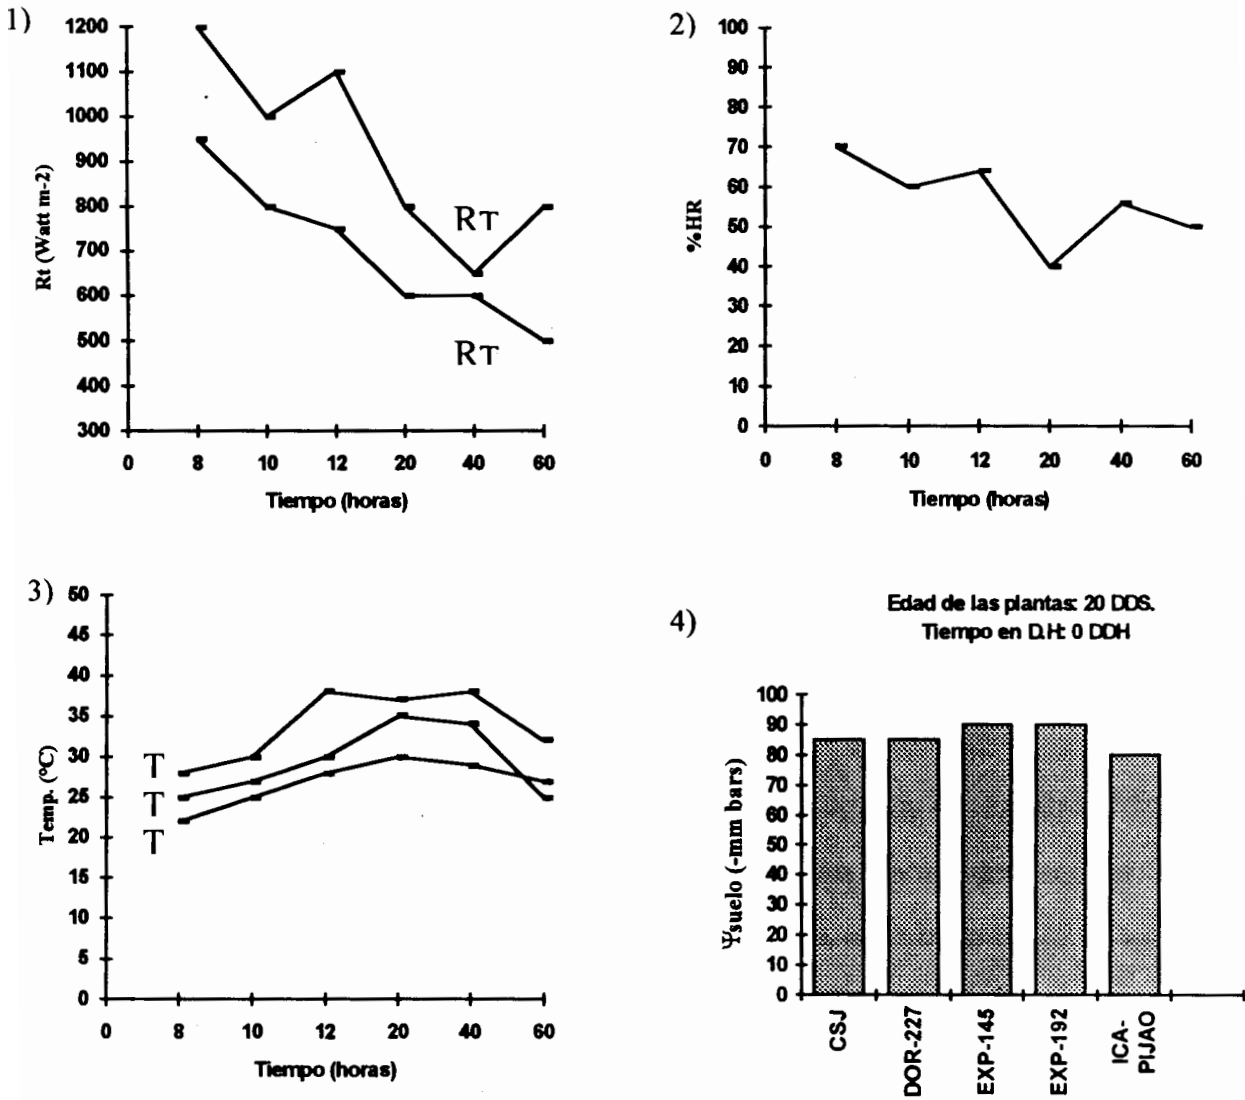 1)
1200
1100
1000
900
800
700
600
500
400
300
Rt (Watt m-2)
RT
RT
0 8 10 12 20 40 60
Tiempo (horas)
2)
100
90
80
70
60
50
40
30
20
10
0
%HR
0 8 10 12 20 40 60
Tiempo (horas)
3)
50
45
40
35
30
25
20
15
10
5
0
Temp. (ºC)
T
T
T
0 8 10 12 20 40 60
Tiempo (horas)
4)
Edad de las plantas: 20 DDS.
Tiempo en D.H: 0 DDH
100
90
80
70
60
50
40
30
20
10
0
Ψsuelo (-mm bars)
CSJ
DOR-227
EXP-145
EXP-192
ICA-
PIJAO